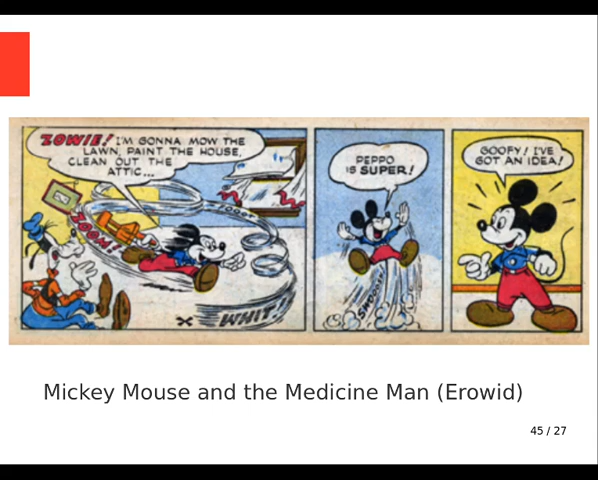 ZOWIE! I'M GONNA MOW THE
LAWN, PAINT THE HOUSE,
CLEAN OUT THE
ATTIC...
ZOOM!!
SCOOT
WHIT!!
PEPPO
IS SUPER!
SWOOSH
GOOFY! I'VE
GOT AN IDEA!
Mickey Mouse and the Medicine Man (Erowid)
45 / 27